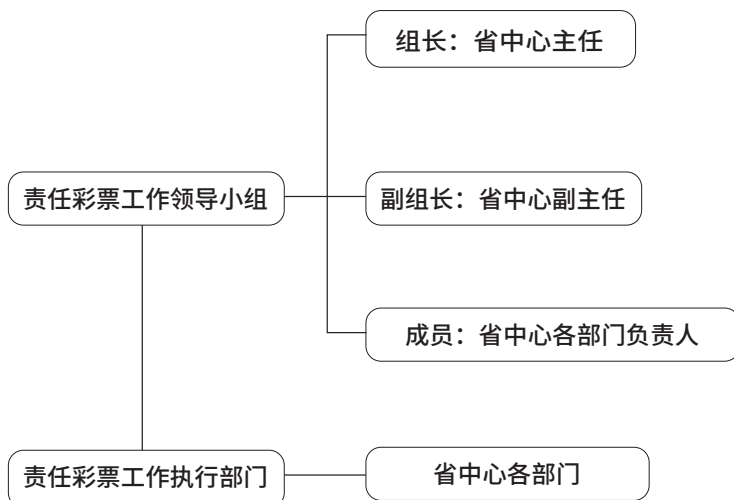 组长：省中心主任
责任彩票工作领导小组
副组长：省中心副主任
成员：省中心各部门负责人
责任彩票工作执行部门
省中心各部门